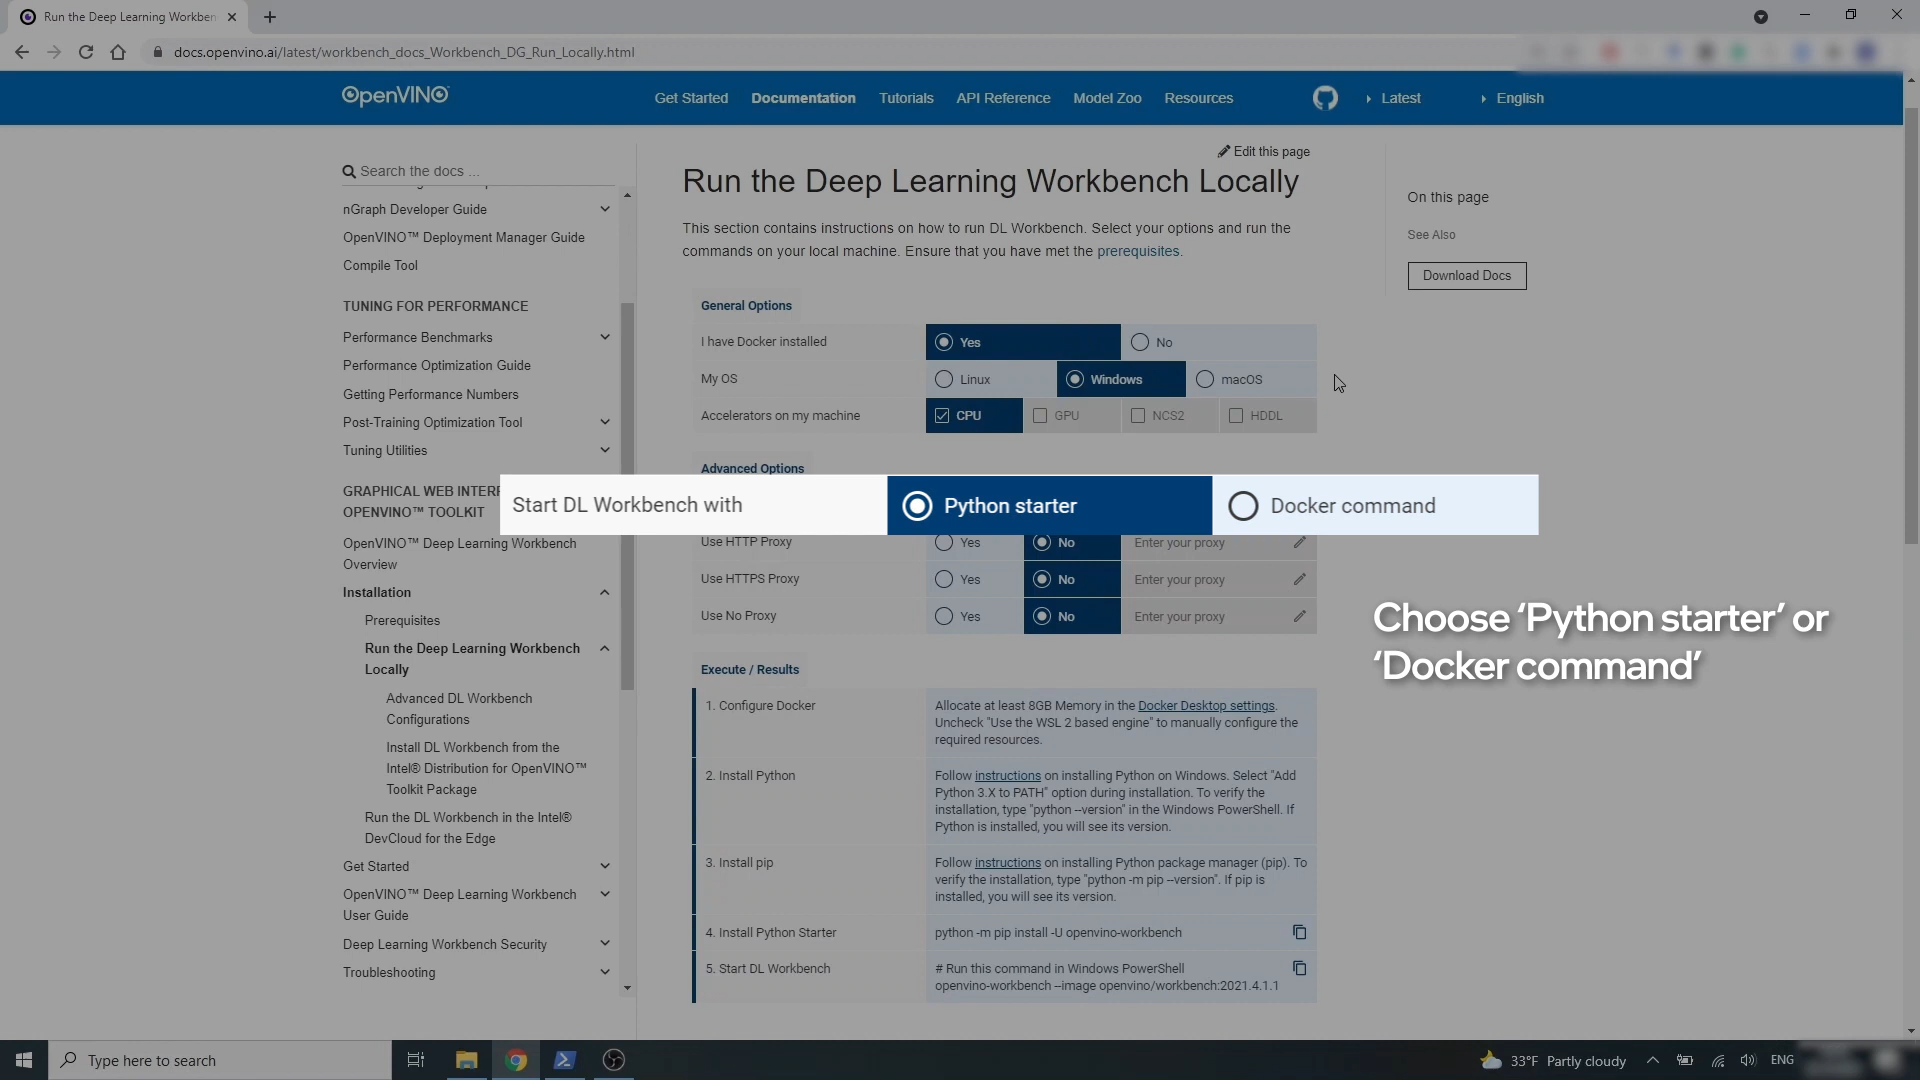 Run the Deep Learning Workben
docs.openvino.ai/latest/workbench_docs_Workbench_DG_Run_Locally.html
OpenVINO
Get Started
Documentation
Tutorials
API Reference
Model Zoo
Resources
Latest
English
Search the docs ...
nGraph Developer Guide
OpenVINO™ Deployment Manager Guide
Compile Tool
TUNING FOR PERFORMANCE
Performance Benchmarks
Performance Optimization Guide
Getting Performance Numbers
Post-Training Optimization Tool
Tuning Utilities
GRAPHICAL WEB INTER
OPENVINO™ TOOLKIT
OpenVINO™ Deep Learning Workbench
Overview
Installation
Prerequisites
Run the Deep Learning Workbench
Locally
Advanced DL Workbench
Configurations
Install DL Workbench from the
Intel® Distribution for OpenVINO™
Toolkit Package
Run the DL Workbench in the Intel®
DevCloud for the Edge
Get Started
OpenVINO™ Deep Learning Workbench
User Guide
Deep Learning Workbench Security
Troubleshooting
Edit this page
Run the Deep Learning Workbench Locally
This section contains instructions on how to run DL Workbench. Select your options and run the
commands on your local machine. Ensure that you have met the prerequisites.
General Options
I have Docker installed
Yes
No
My OS
Linux
Windows
macOS
Accelerators on my machine
CPU
GPU
NCS2
HDDL
Advanced Options
Start DL Workbench with
Python starter
Docker command
Use HTTP Proxy
Yes
No
Enter your proxy
Use HTTPS Proxy
Yes
No
Enter your proxy
Use No Proxy
Yes
No
Enter your proxy
Execute / Results
1. Configure Docker
Allocate at least 8GB Memory in the Docker Desktop settings.
Uncheck "Use the WSL 2 based engine" to manually configure the
required resources.
2. Install Python
Follow instructions on installing Python on Windows. Select "Add
Python 3.X to PATH" option during installation. To verify the
installation, type "python --version" in the Windows PowerShell. If
Python is installed, you will see its version.
3. Install pip
Follow instructions on installing Python package manager (pip). To
verify the installation, type "python -m pip --version". If pip is
installed, you will see its version.
4. Install Python Starter
python -m pip install -U openvino-workbench
5. Start DL Workbench
# Run this command in Windows PowerShell
openvino-workbench --image openvino/workbench:2021.4.1.1
On this page
See Also
Download Docs
Choose ‘Python starter’ or
‘Docker command’
Type here to search
33°F Partly cloudy
ENG